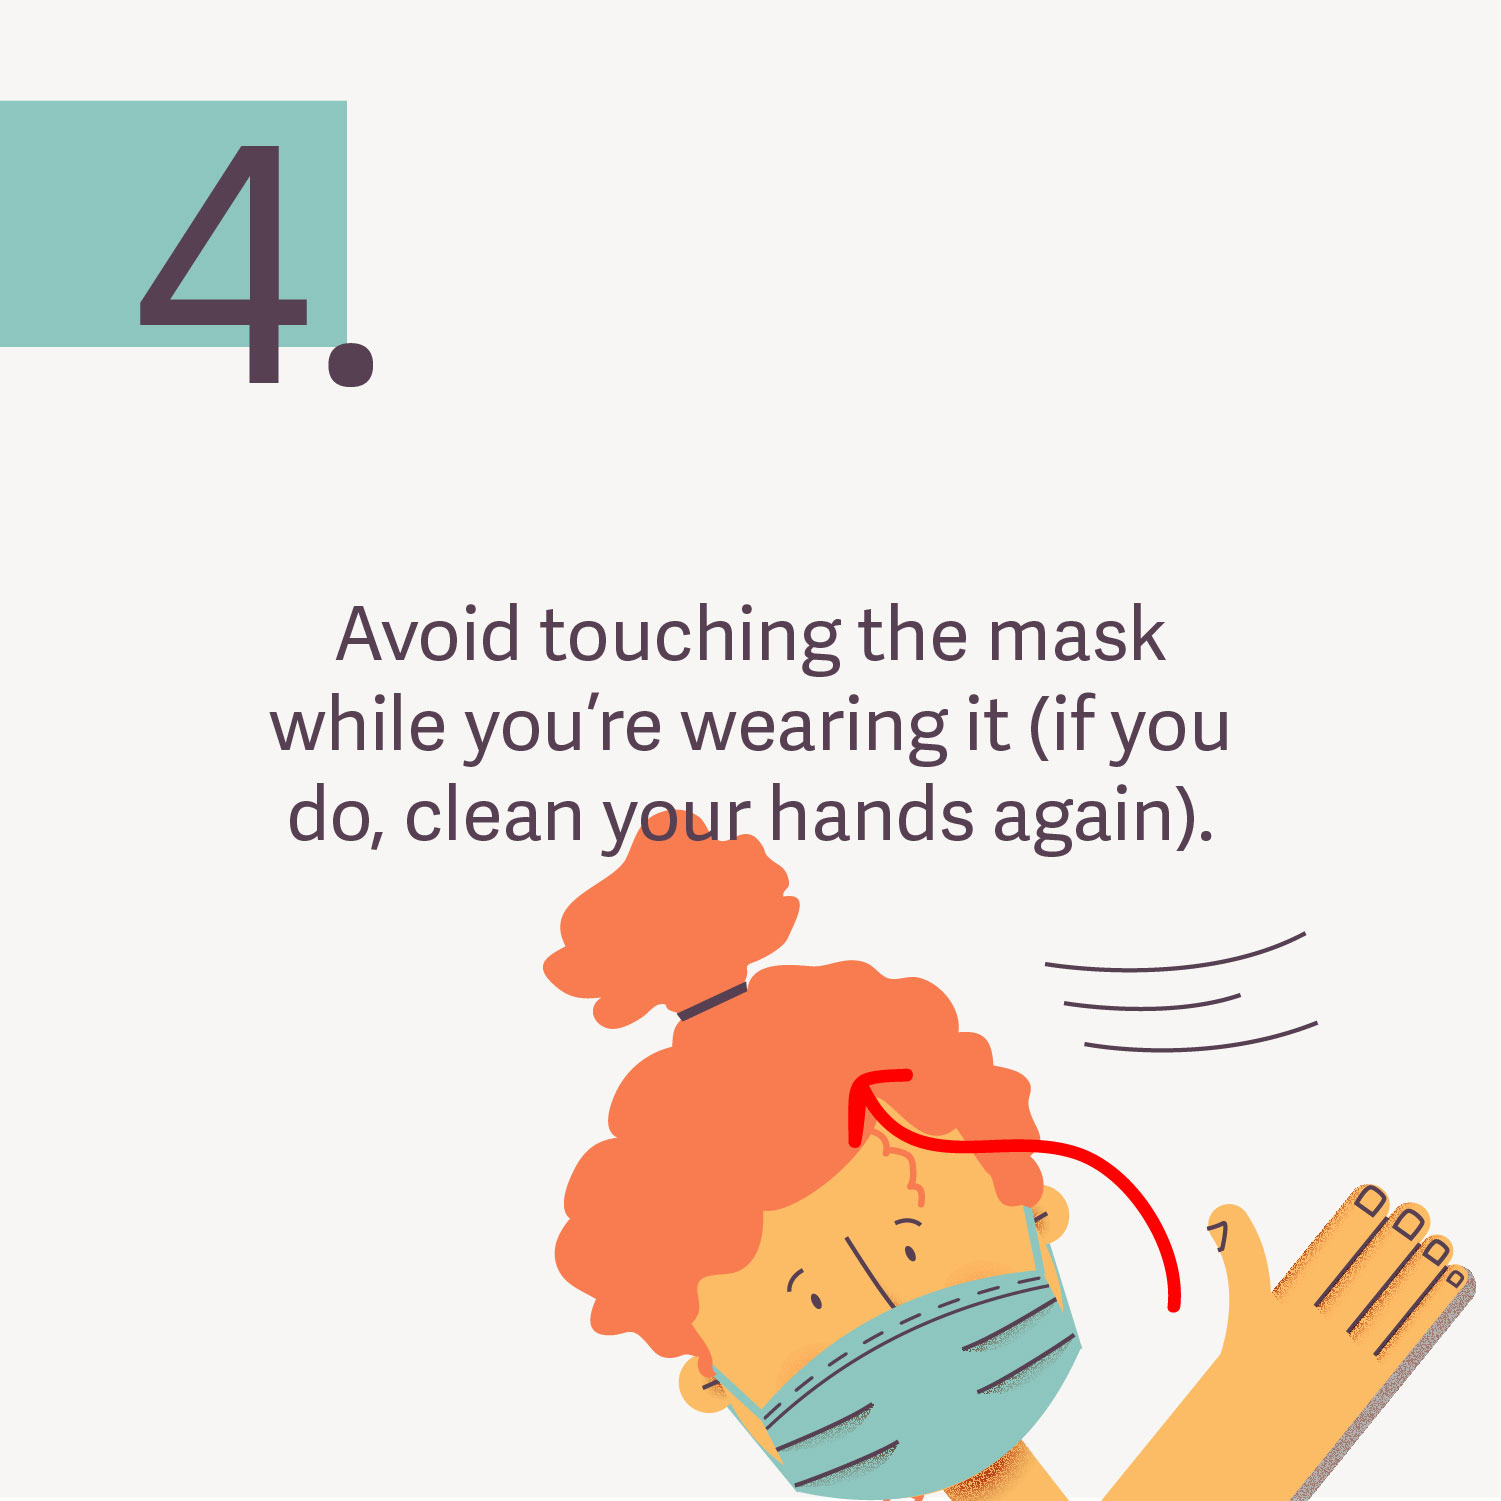 4.
Avoid touching the mask
while you’re wearing it (if you
do, clean your hands again).